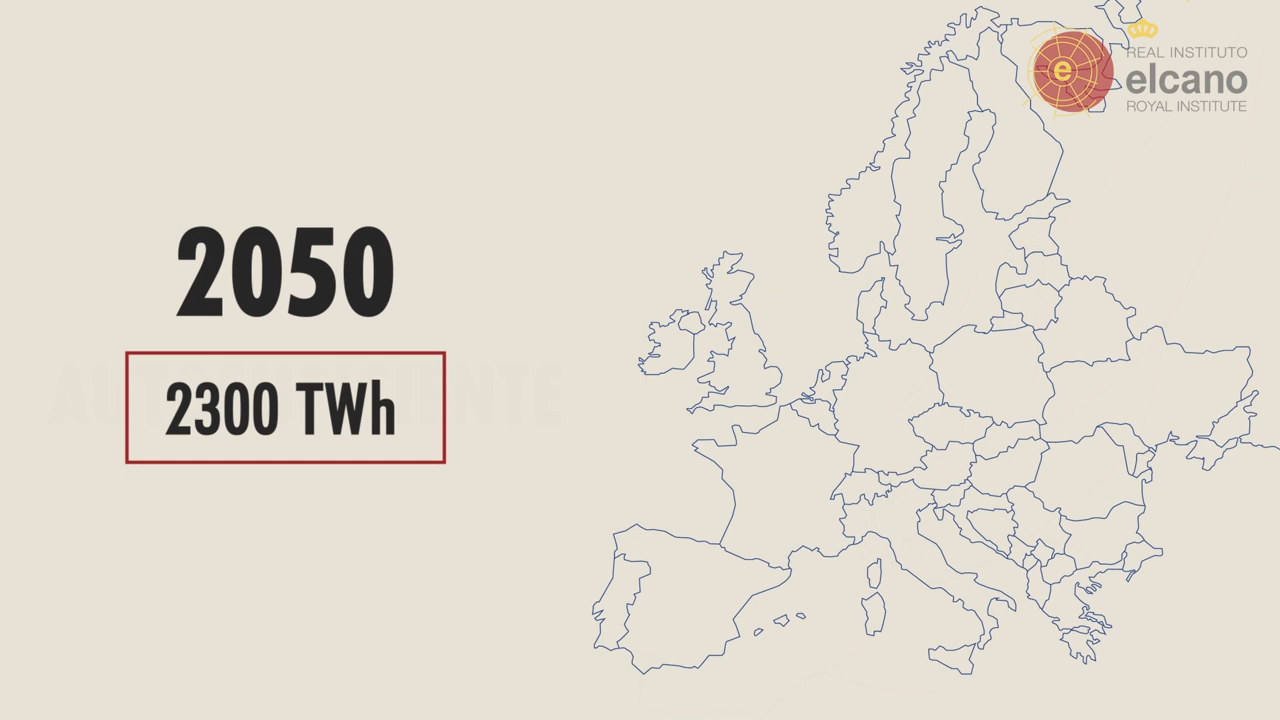 REAL INSTITUTO
elcano
ROYAL INSTITUTE
2050
2300 TWh